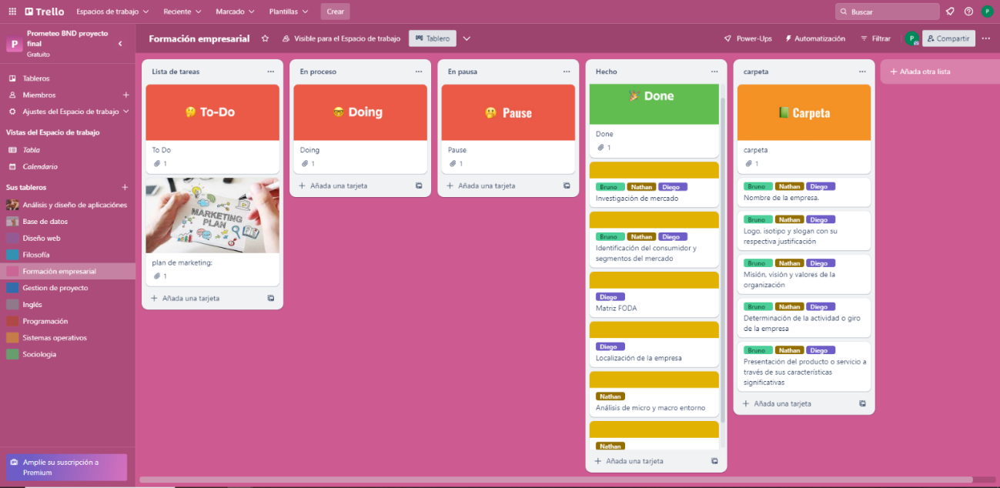 Trello
Espacios de trabajo
Reciente
Marcado
Plantillas
Crear
Buscar
P
P
Prometeo BND proyecto
final
Gratuito
Formación empresarial
Visible para el Espacio de trabajo
Tablero
Power-Ups
Automatización
Filtrar
P
Compartir
Tableros
Miembros
Ajustes del Espacio de trabajo
Vistas del Espacio de trabajo
Tabla
Calendario
Sus tableros
Análisis y diseño de aplicaciónes
Base de datos
Diseño web
Filosofía
Formación empresarial
Gestion de proyecto
Inglés
Programación
Sistemas operativos
Sociologia
Amplíe su suscripción a
Premium
Lista de tareas
To-Do
To Do
1
MARKETING
PLAN
plan de marketing:
1
Añada una tarjeta
En proceso
Doing
Doing
1
Añada una tarjeta
En pausa
Pause
Pause
1
Añada una tarjeta
Hecho
Done
Done
1
Bruno Nathan Diego
Investigación de mercado
Bruno Nathan Diego
Identificación del consumidor y
segmentos del mercado
Diego
Matriz FODA
Diego
Localización de la empresa
Nathan
Análisis de micro y macro entorno
Nathan
Añada una tarjeta
carpeta
Carpeta
carpeta
1
Bruno Nathan Diego
Nombre de la empresa.
Bruno Nathan Diego
Logo, isotipo y slogan con su
respectiva justificación
Bruno Nathan Diego
Misión, visión y valores de la
organización
Bruno Nathan Diego
Determinación de la actividad o giro
de la empresa
Bruno Nathan Diego
Presentación del producto o servicio a
través de sus características
significativas
Añada una tarjeta
Añada otra lista